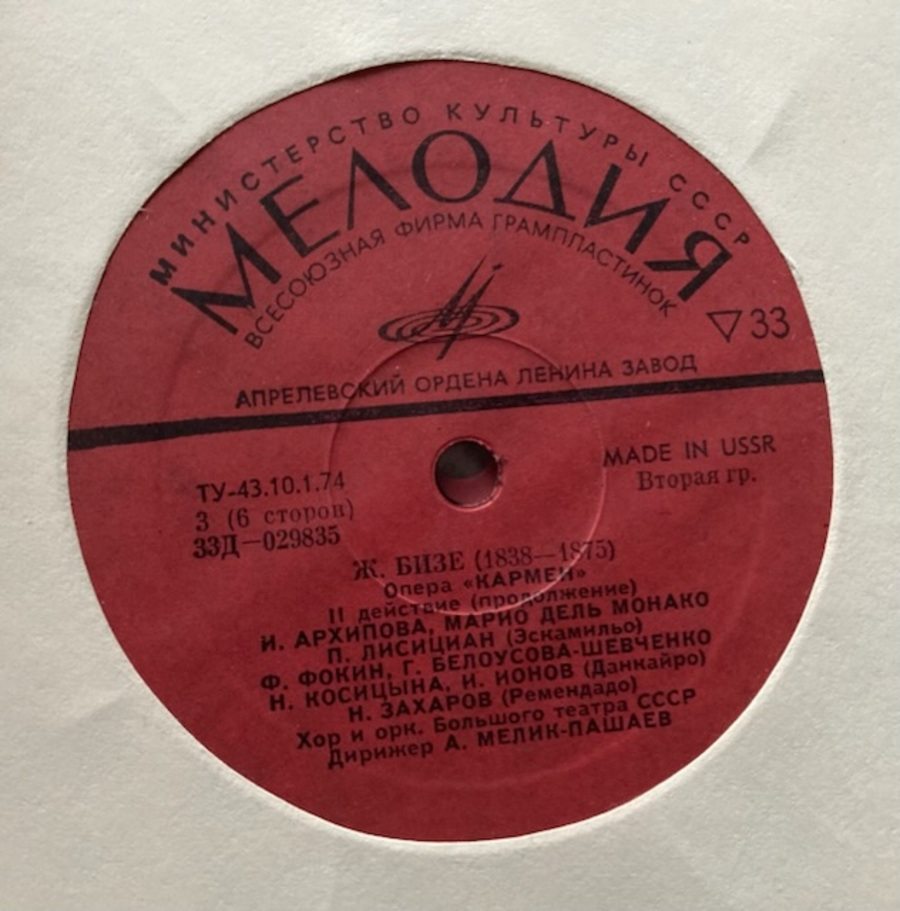 МИНИСТЕРСТВО КУЛЬТУРЫ СССР
МЕЛОДИЯ
ВСЕСОЮЗНАЯ ФИРМА ГРАМПЛАСТИНОК
▽33
АПРЕЛЕВСКИЙ ОРДЕНА ЛЕНИНА ЗАВОД
MADE IN USSR
Вторая гр.
ТУ-43.10.1.74
3 (6 сторон)
33Д—029835
Ж. БИЗЕ (1838—1875)
Опера «КАРМЕН»
II действие (продолжение)
И. АРХИПОВА, МАРИО ДЕЛЬ МОНАКО
П. ЛИСИЦИАН (Эскамильо)
Ф. ФОКИН, Г. БЕЛОУСОВА-ШЕВЧЕНКО
Н. КОСИЦЫНА, И. ИОНОВ (Данкайро)
Н. ЗАХАРОВ (Ремендадо)
Хор и орк. Большого театра СССР
Дирижер А. МЕЛИК-ПАШАЕВ